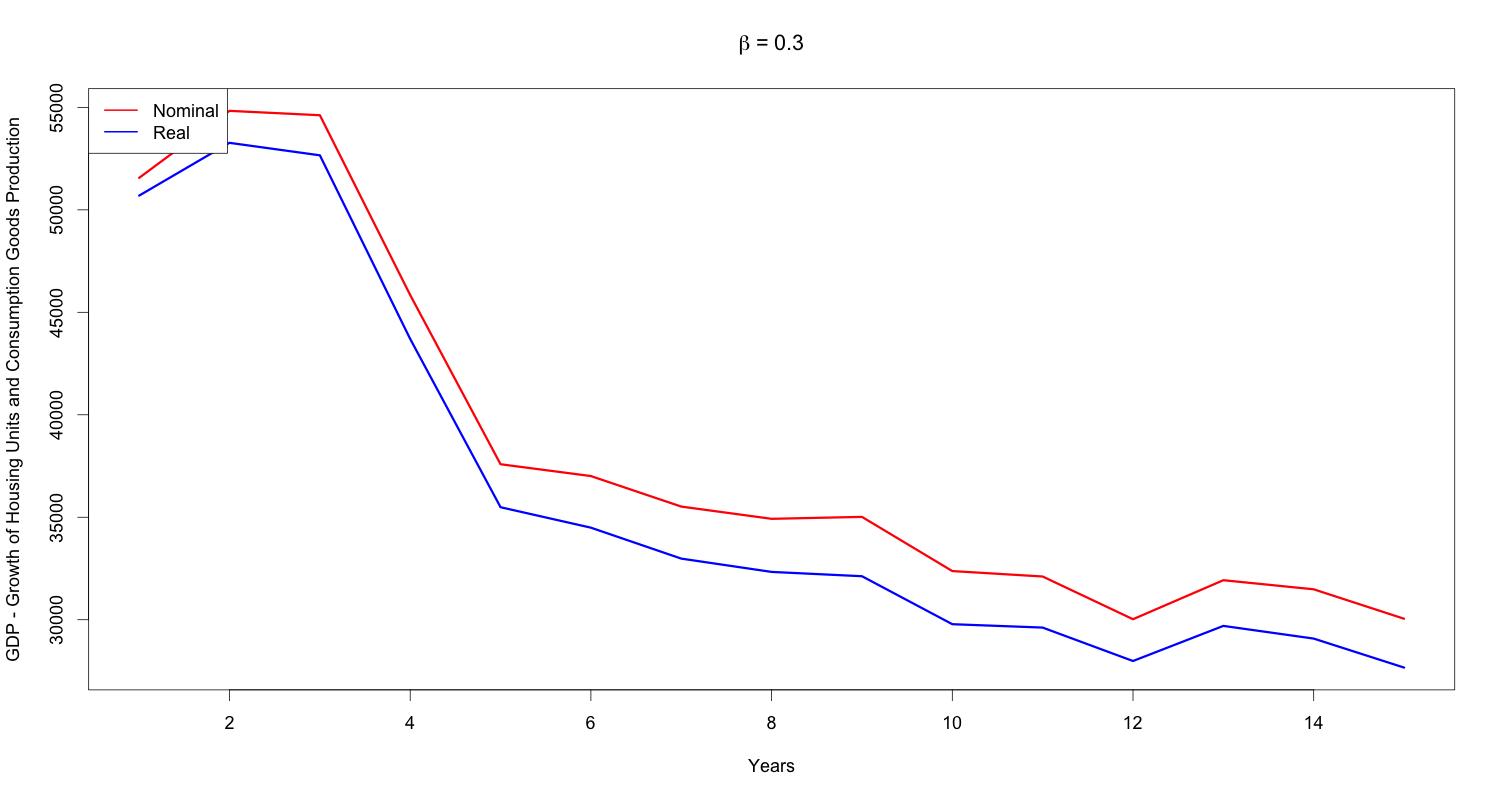 β = 0.3
Nominal
Real
GDP - Growth of Housing Units and Consumption Goods Production
55000
50000
45000
40000
35000
30000
2 4 6 8 10 12 14
Years